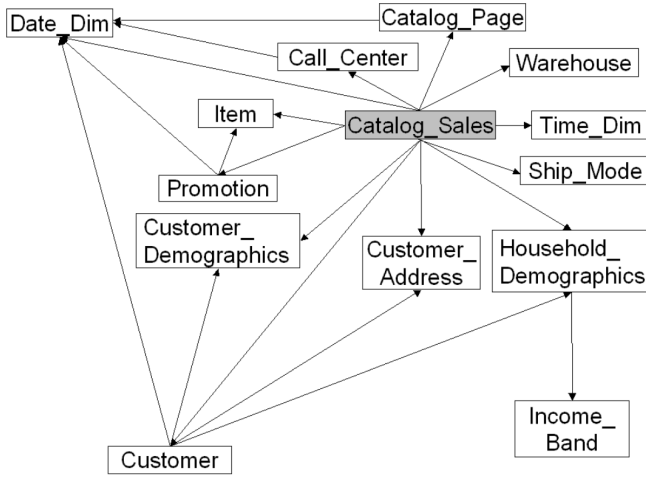 Date_Dim
Catalog_Page
Call_Center
Warehouse
Item
Catalog_Sales
Time_Dim
Ship_Mode
Promotion
Customer_
Demographics
Customer_
Address
Household_
Demographics
Income_
Band
Customer